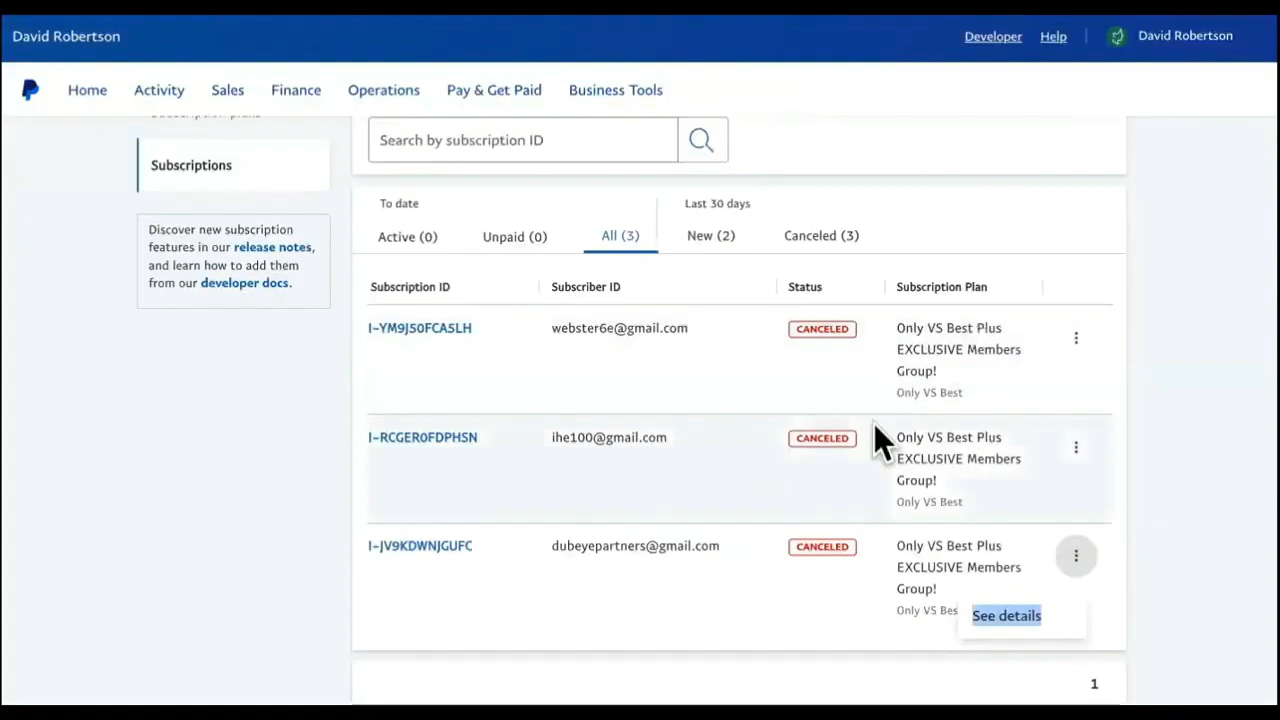 David Robertson
Developer
Help
David Robertson
Home
Activity
Sales
Finance
Operations
Pay & Get Paid
Business Tools
Subscription plans
Subscriptions
Discover new subscription
features in our release notes,
and learn how to add them
from our developer docs.
Search by subscription ID
To date
Last 30 days
Active (0)
Unpaid (0)
All (3)
New (2)
Canceled (3)
Subscription ID
Subscriber ID
Status
Subscription Plan
I-YM9J50FCA5LH
webster6e@gmail.com
CANCELED
Only VS Best Plus
EXCLUSIVE Members
Group!
Only VS Best
I-RCGER0FDPHSN
ihe100@gmail.com
CANCELED
Only VS Best Plus
EXCLUSIVE Members
Group!
Only VS Best
I-JV9KDWNJGUFC
dubeyepartners@gmail.com
CANCELED
Only VS Best Plus
EXCLUSIVE Members
Group!
Only VS Bes
See details
1